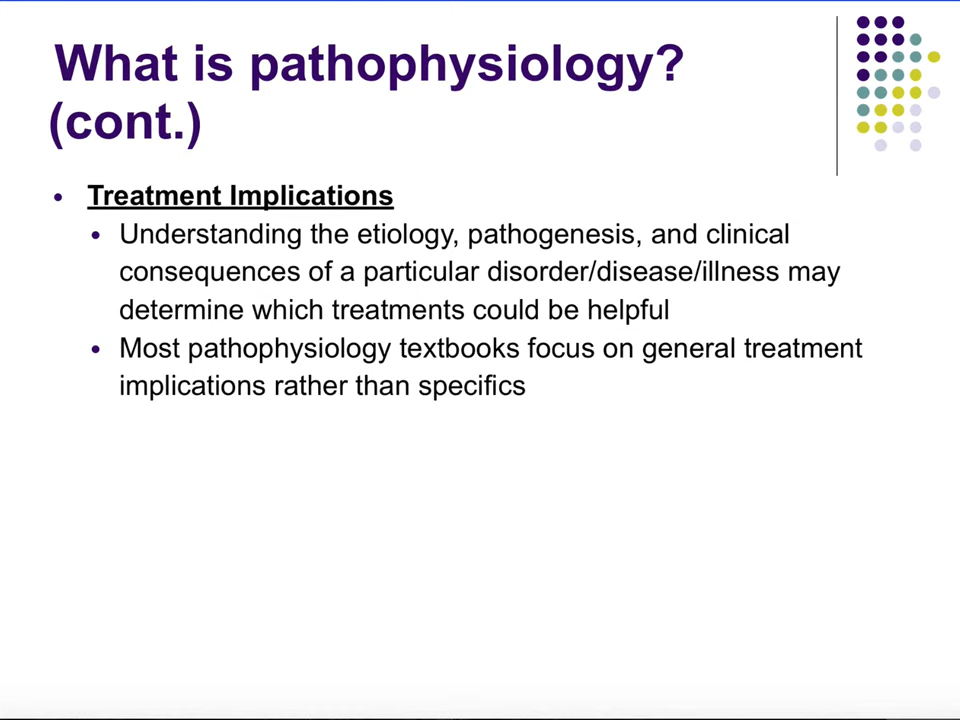 What is pathophysiology?
(cont.)
• Treatment Implications
• Understanding the etiology, pathogenesis, and clinical
consequences of a particular disorder/disease/illness may
determine which treatments could be helpful
• Most pathophysiology textbooks focus on general treatment
implications rather than specifics